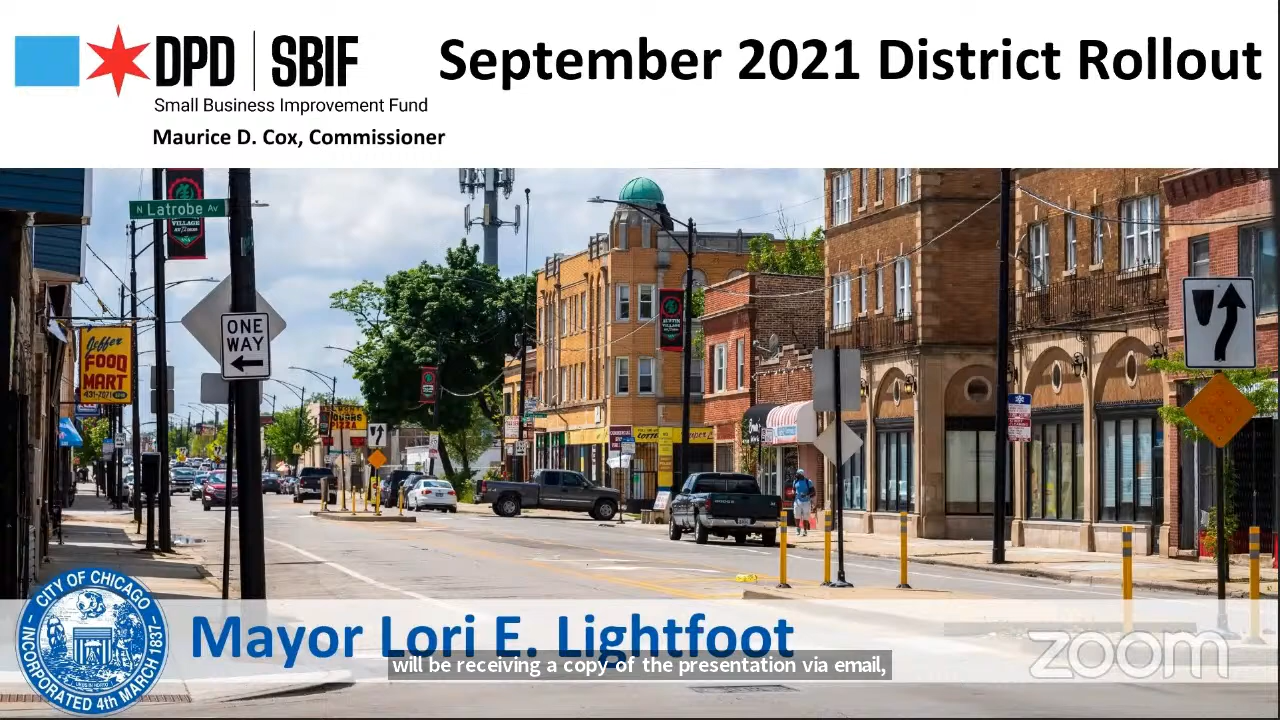 DPD | SBIF
Small Business Improvement Fund
Maurice D. Cox, Commissioner
September 2021 District Rollout
N Latrobe Av
VILLAGE
ONE
WAY
Jeffer
FOOD
MART
LOTTO
CITY OF CHICAGO
INCORPORATED 4th MARCH 1837
Mayor Lori E. Lightfoot
will be receiving a copy of the presentation via email,
zoom